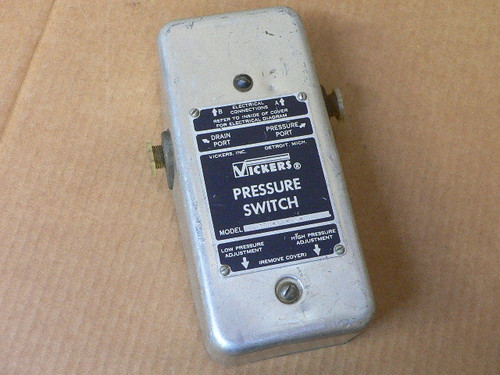 ELECTRICAL
B CONNECTIONS A
REFER TO INSIDE OF COVER
FOR ELECTRICAL DIAGRAM
DRAIN PORT
PRESSURE PORT
VICKERS, INC. DETROIT, MICH.
VICKERS®
PRESSURE
SWITCH
MODEL
LOW PRESSURE ADJUSTMENT
HIGH PRESSURE ADJUSTMENT
(REMOVE COVER)